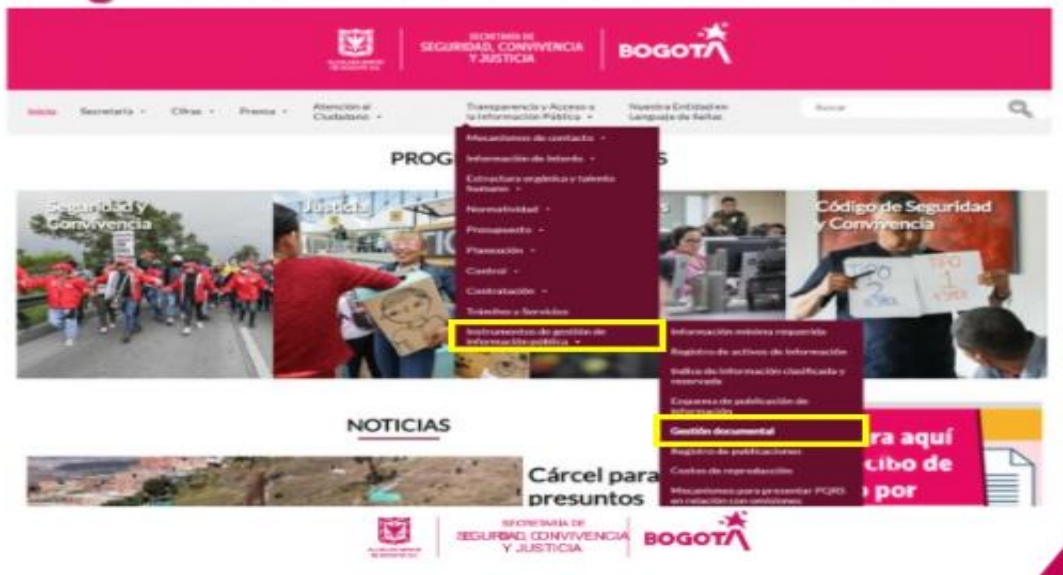 SECRETARÍA DE
SEGURIDAD, CONVIVENCIA
Y JUSTICIA
BOGOTÁ
Inicio
Secretaría
Cifras
Prensa
Atención al
Ciudadano
Transparencia y Acceso a
la Información Pública
Nuestra Entidad en
Lenguaje de Señas
Buscar
Mecanismos de contacto
Información de Interés
Estructura orgánica y talento
humano
Normatividad
Presupuesto
Planeación
Control
Contratación
Trámites y Servicios
Instrumentos de gestión de
información pública
Información mínima requerida
Registro de activos de información
Índice de información clasificada y
reservada
Esquema de publicación de
información
Gestión documental
Registro de publicaciones
Costos de reproducción
Mecanismos para presentar PQRS
en relación con omisiones
PROG
S
Seguridad y
Convivencia
Justicia
s
Código de Seguridad
y Convivencia
TIPO
2
TIPO
1
NOTICIAS
Cárcel para
presuntos
ra aquí
cibo de
por
SECRETARÍA DE
SEGURIDAD, CONVIVENCIA
Y JUSTICIA
BOGOTÁ